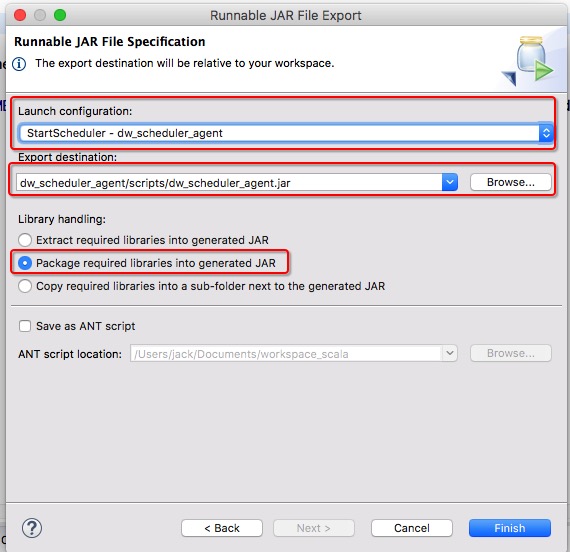 Runnable JAR File Export
Runnable JAR File Specification
The export destination will be relative to your workspace.
Launch configuration:
StartScheduler - dw_scheduler_agent
Export destination:
dw_scheduler_agent/scripts/dw_scheduler_agent.jar
Browse...
Library handling:
Extract required libraries into generated JAR
Package required libraries into generated JAR
Copy required libraries into a sub-folder next to the generated JAR
Save as ANT script
ANT script location:
/Users/jack/Documents/workspace_scala
Browse...
?
< Back
Next >
Cancel
Finish